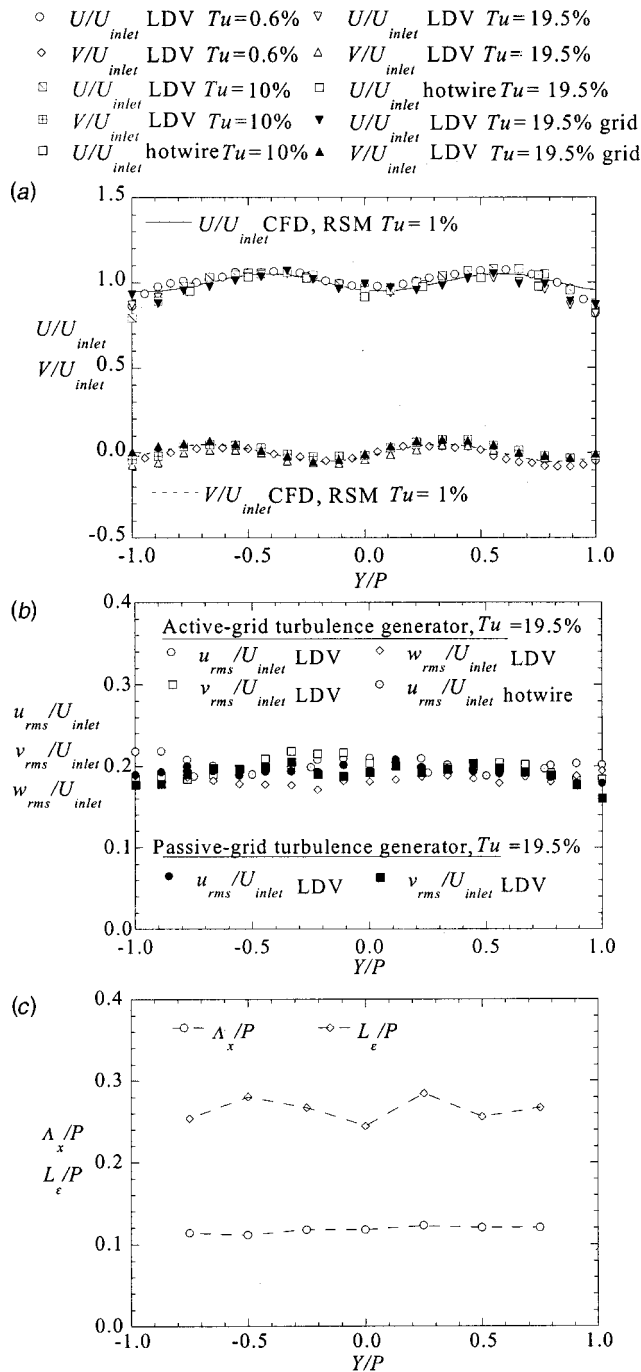 ○ U/U_inlet LDV Tu=0.6% ▽ U/U_inlet LDV Tu=19.5%
◇ V/U_inlet LDV Tu=0.6% △ V/U_inlet LDV Tu=19.5%
U/U_inlet LDV Tu=10% □ U/U_inlet hotwire Tu=19.5%
V/U_inlet LDV Tu=10% ▼ U/U_inlet LDV Tu=19.5% grid
□ U/U_inlet hotwire Tu=10% ▲ V/U_inlet LDV Tu=19.5% grid
(a)
1.5
U/U_inlet CFD, RSM Tu=1%
1.0
U/U_inlet
0.5
V/U_inlet
0.0
V/U_inlet CFD, RSM Tu=1%
-0.5
-1.0 -0.5 0.0 0.5 1.0
Y/P
(b)
0.4
Active-grid turbulence generator, Tu=19.5%
○ u_rms/U_inlet LDV ◇ w_rms/U_inlet LDV
0.3
□ v_rms/U_inlet LDV ○ u_rms/U_inlet hotwire
u_rms/U_inlet
v_rms/U_inlet
0.2
w_rms/U_inlet
Passive-grid turbulence generator, Tu=19.5%
0.1
● u_rms/U_inlet LDV ■ v_rms/U_inlet LDV
0.0
-1.0 -0.5 0.0 0.5 1.0
Y/P
(c)
0.4
Λ_x/P L_ε/P
0.3
Λ_x/P
0.2
L_ε/P
0.1
0.0
-1.0 -0.5 0.0 0.5 1.0
Y/P